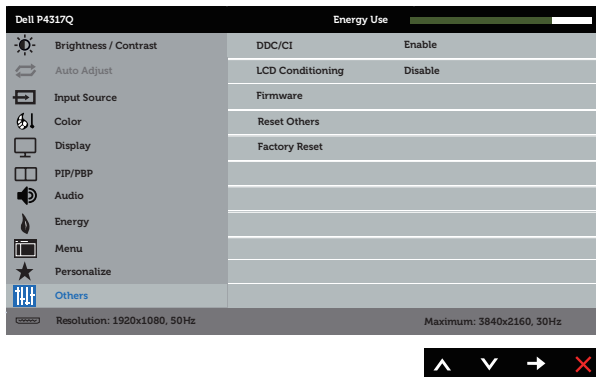 Dell P4317Q Energy Use
Brightness / Contrast DDC/CI Enable
Auto Adjust LCD Conditioning Disable
Input Source Firmware
Color Reset Others
Display Factory Reset
PIP/PBP
Audio
Energy
Menu
Personalize
Others
Resolution: 1920x1080, 50Hz Maximum: 3840x2160, 30Hz